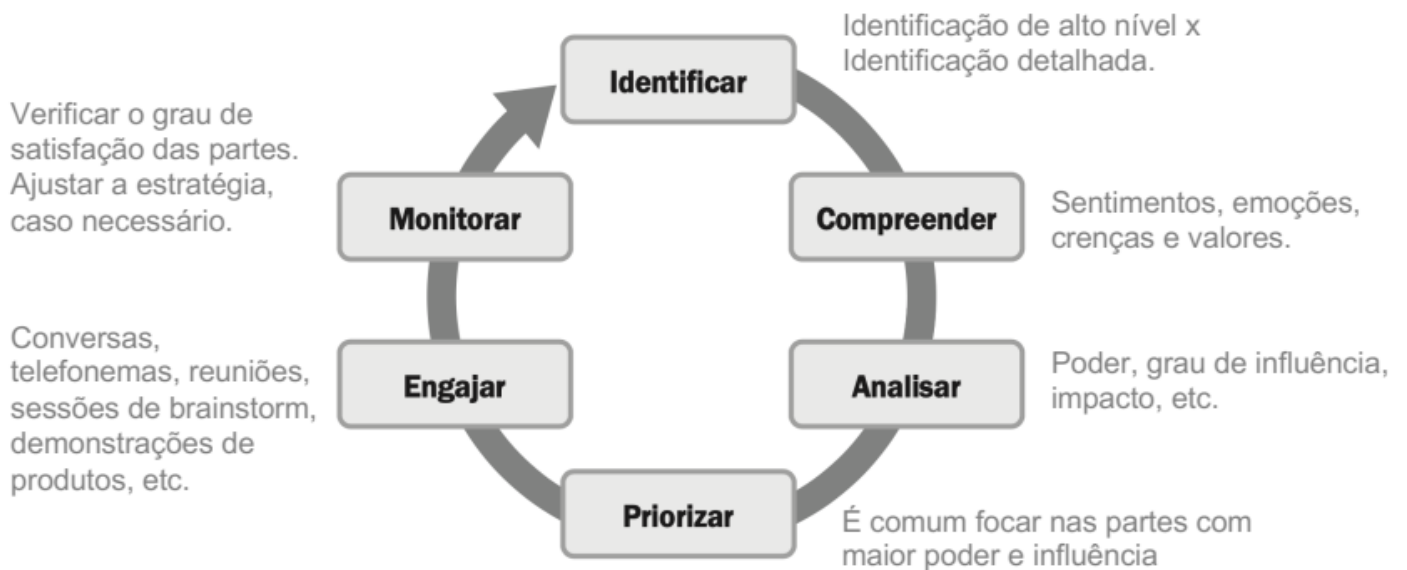 Identificar
Identificação de alto nível x
Identificação detalhada.
Compreender
Sentimentos, emoções,
crenças e valores.
Analisar
Poder, grau de influência,
impacto, etc.
Priorizar
É comum focar nas partes com
maior poder e influência
Engajar
Conversas,
telefonemas, reuniões,
sessões de brainstorm,
demonstrações de
produtos, etc.
Monitorar
Verificar o grau de
satisfação das partes.
Ajustar a estratégia,
caso necessário.